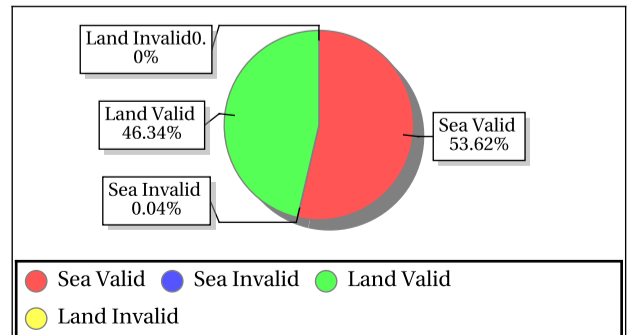 Land Invalid0.
0%
Land Valid
46.34%
Sea Valid
53.62%
Sea Invalid
0.04%
Sea Valid Sea Invalid Land Valid
Land Invalid